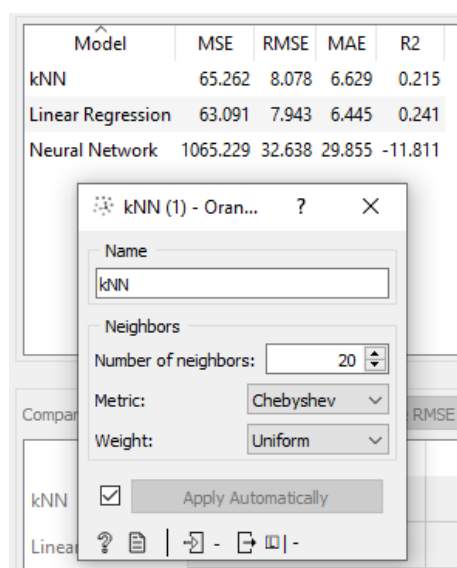 Model MSE RMSE MAE R2
kNN 65.262 8.078 6.629 0.215
Linear Regression 63.091 7.943 6.445 0.241
Neural Network 1065.229 32.638 29.855 -11.811
kNN (1) - Oran... ? ×
Name
kNN
Neighbors
Number of neighbors: 20
Metric: Chebyshev
Compar RMSE
Weight: Uniform
kNN Apply Automatically
Linear ? | - | -